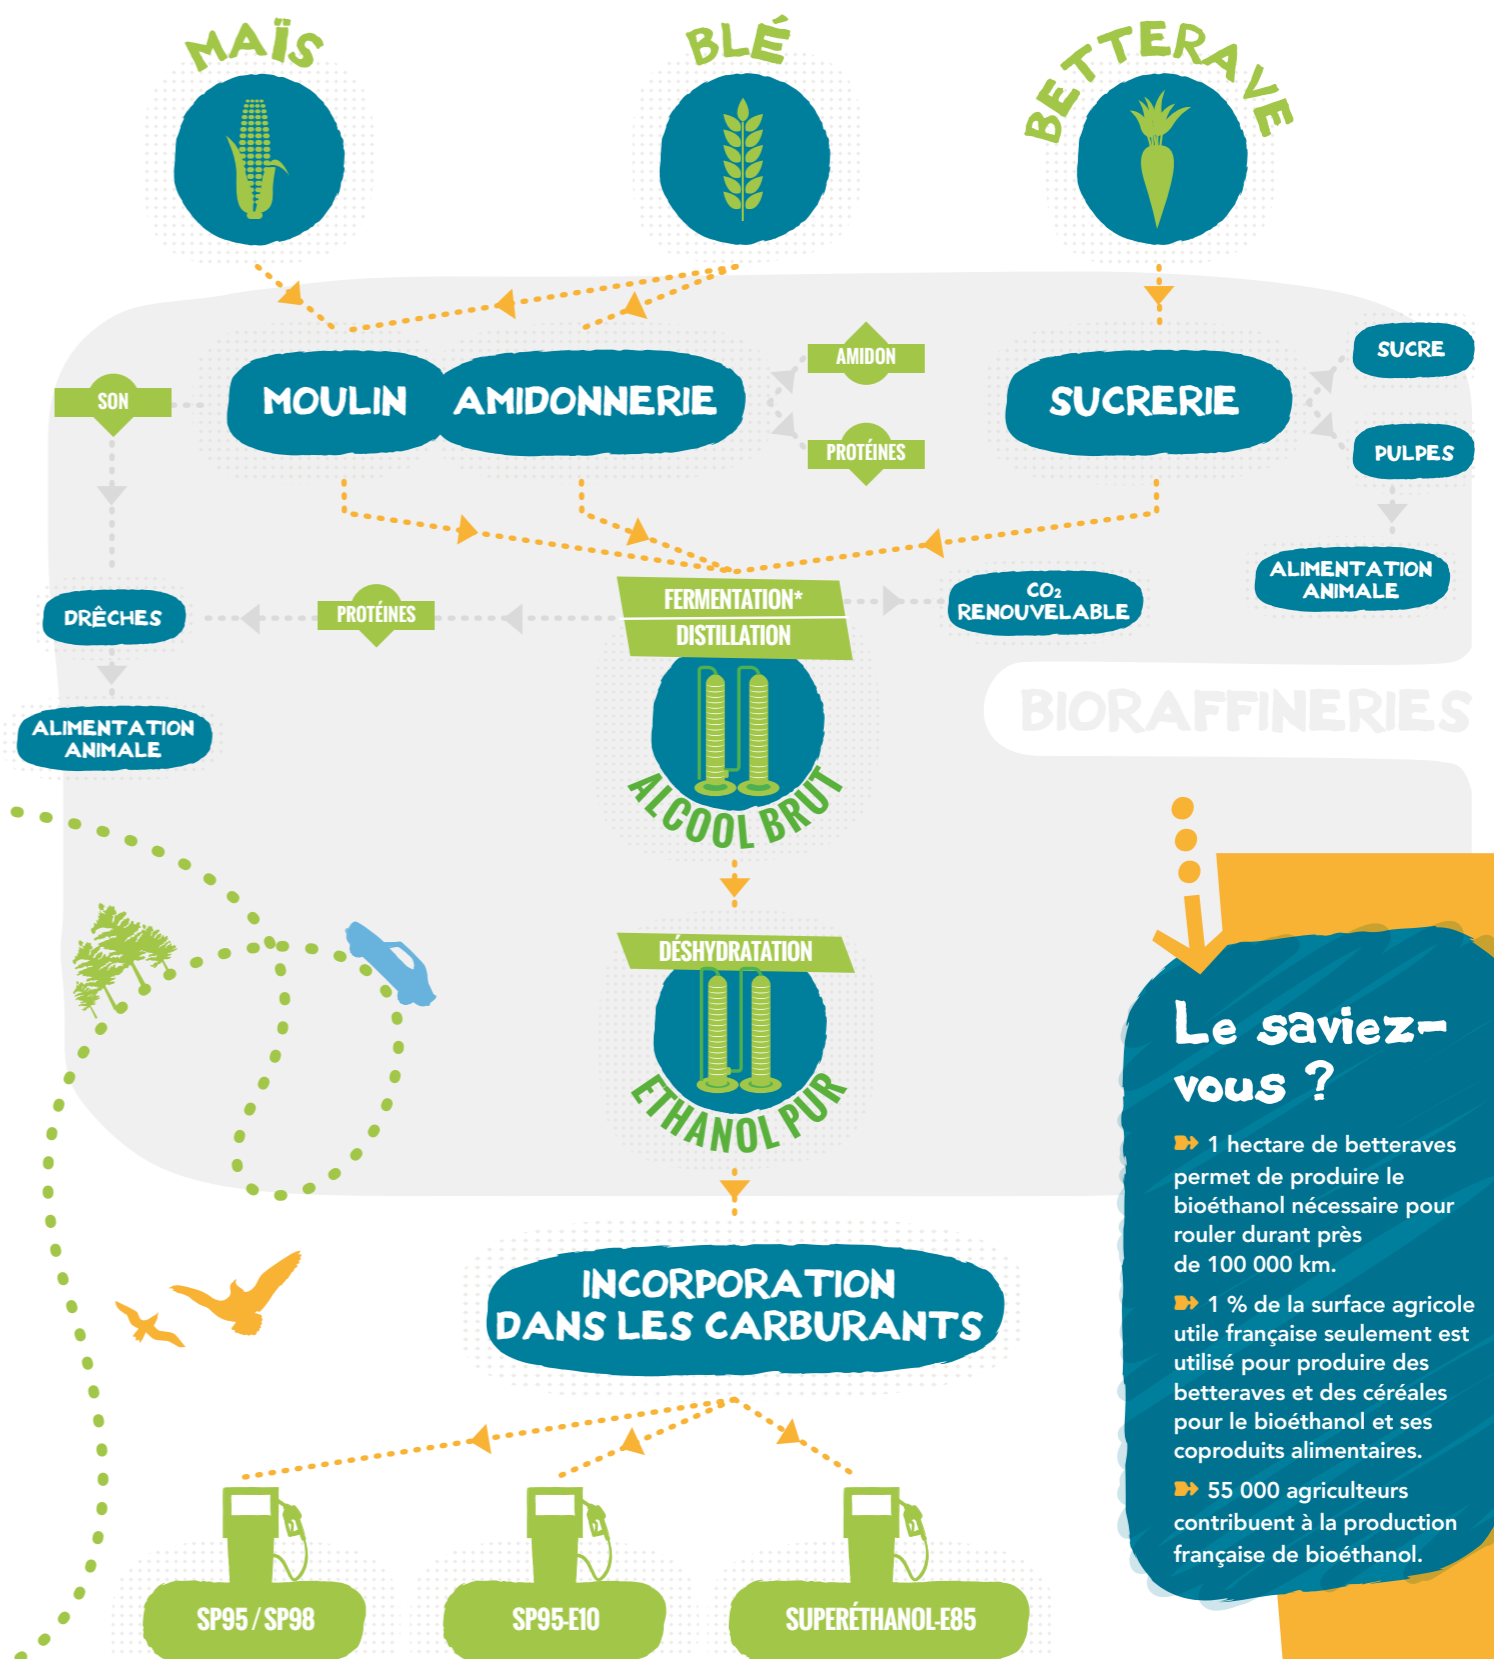 MAÏS
BLÉ
BETTERAVE
MOULIN
AMIDONNERIE
AMIDON
PROTÉINES
SON
SUCRERIE
SUCRE
PULPES
ALIMENTATION
ANIMALE
FERMENTATION*
DISTILLATION
CO₂
RENOUVELABLE
PROTÉINES
DRÊCHES
ALIMENTATION
ANIMALE
BIORAFFINERIES
ALCOOL BRUT
DÉSHYDRATATION
ETHANOL PUR
INCORPORATION
DANS LES CARBURANTS
SP95 / SP98
SP95-E10
SUPERÉTHANOL-E85
Le saviez-
vous ?
1 hectare de betteraves
permet de produire le
bioéthanol nécessaire pour
rouler durant près
de 100 000 km.
1 % de la surface agricole
utile française seulement est
utilisé pour produire des
betteraves et des céréales
pour le bioéthanol et ses
coproduits alimentaires.
55 000 agriculteurs
contribuent à la production
française de bioéthanol.